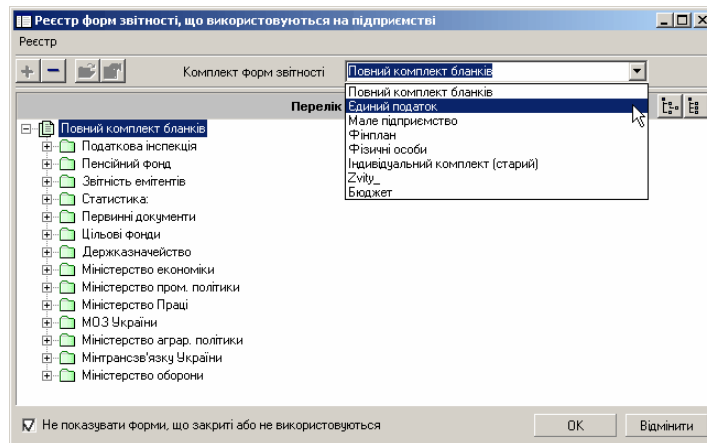 Реєстр форм звітності, що використовуються на підприємстві
Реєстр
Комплект форм звітності
Повний комплект бланків
Повний комплект бланків
Єдиний податок
Мале підприємство
Фінплан
Фізичні особи
Індивідуальний комплект (старий)
Zvity_
Бюджет
Перелік
Повний комплект бланків
Податкова інспекція
Пенсійний фонд
Звітність емітентів
Статистика:
Первинні документи
Цільові фонди
Держказначейство
Міністерство економіки
Міністерство пром. політики
Міністерство Праці
МОЗ України
Міністерство аграр. політики
Мінтрансзв'язку України
Міністерство оборони
Не показувати форми, що закриті або не використовуються
OK
Відмінити